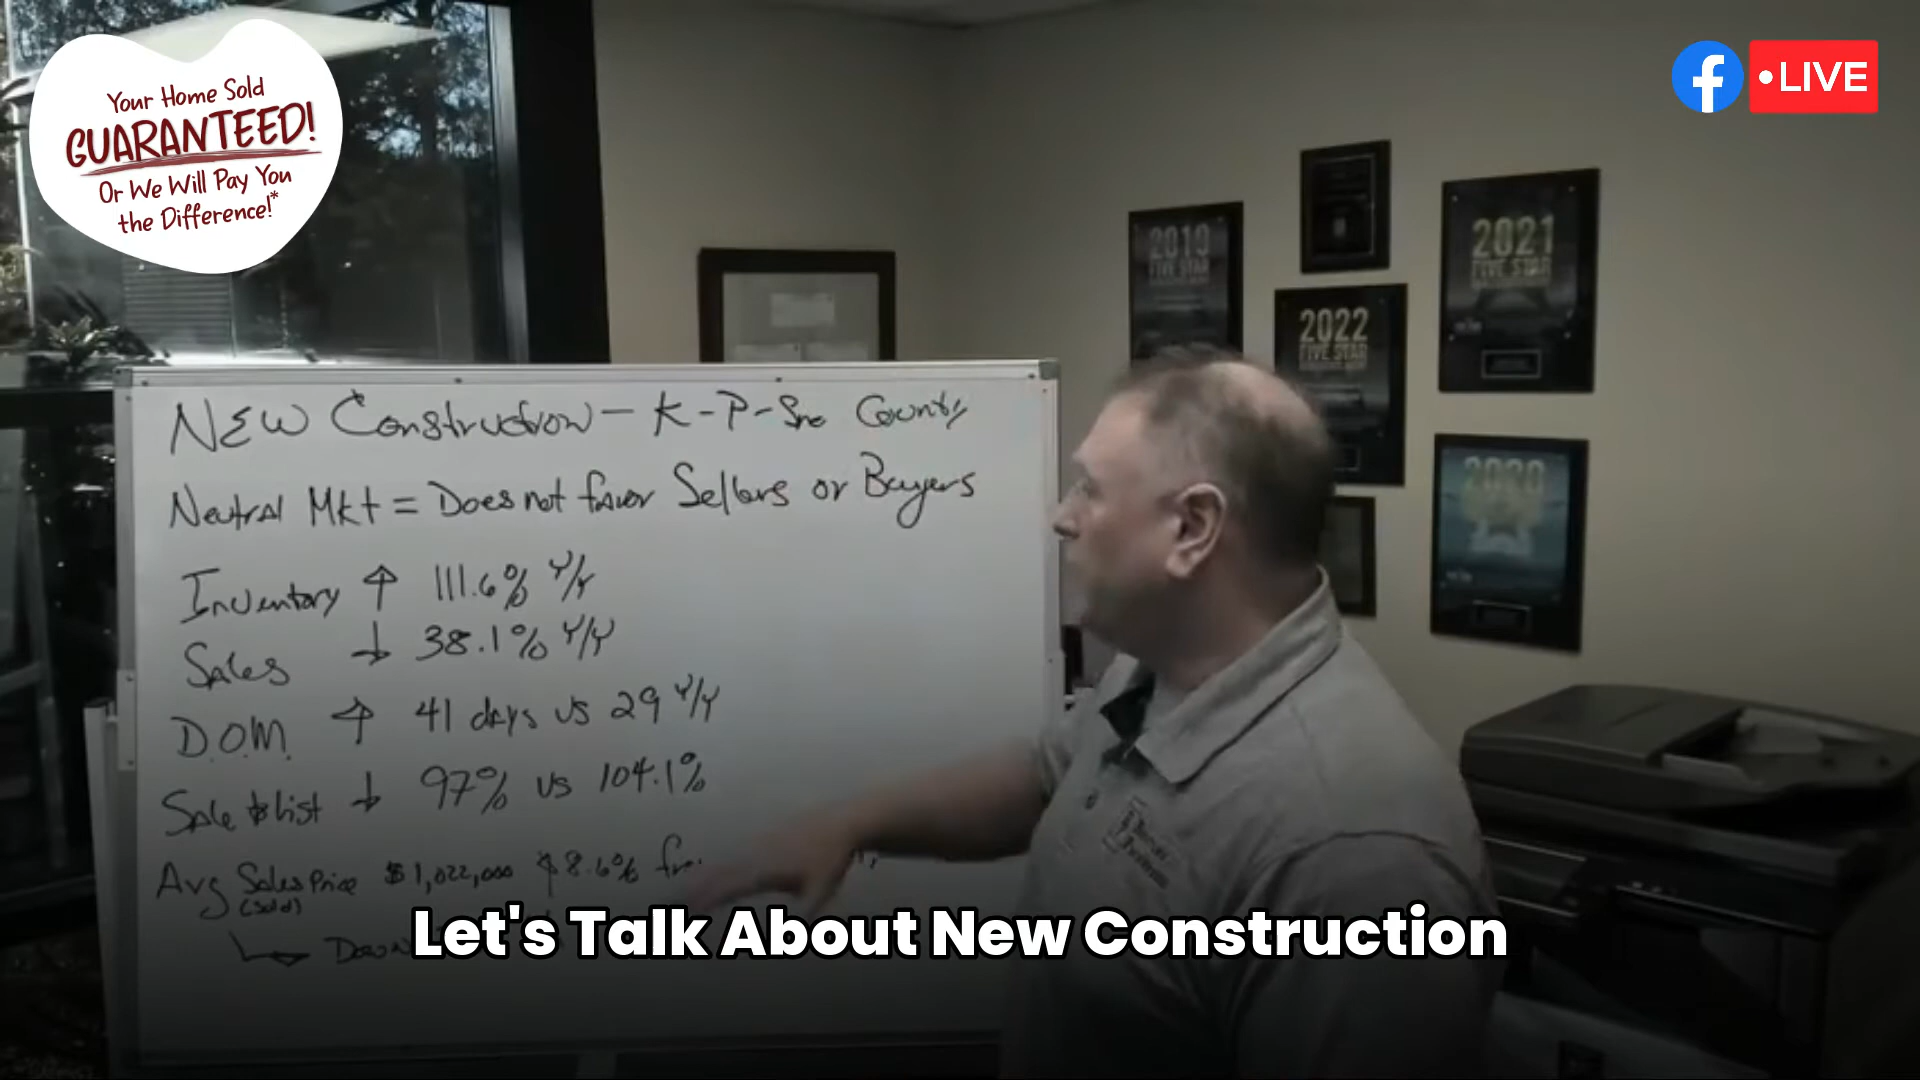 Your Home Sold
GUARANTEED!
Or We Will Pay You
the Difference!*
LIVE
2019
FIVE STAR
2021
FIVE STAR
2022
FIVE STAR
2020
NEW Construction - K-P-Sno County
Neutral Mkt = Does not favor Sellers or Buyers
Inventory ↑ 111.6% Y/Y
Sales ↓ 38.1% Y/Y
D.O.M. ↑ 41 days vs 29 Y/Y
Sale $ list ↓ 97% vs 104.1%
Avg Sales Price $1,022,000 8.6%
(Sold)
Down
Let's Talk About New Construction